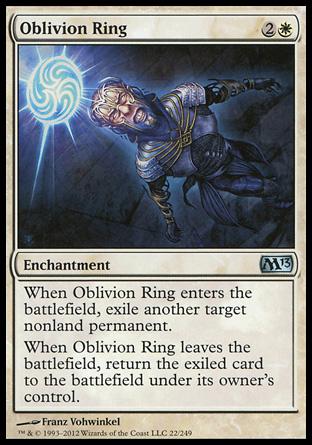 Oblivion Ring 2
Enchantment M13
When Oblivion Ring enters the
battlefield, exile another target
nonland permanent.
When Oblivion Ring leaves the
battlefield, return the exiled card
to the battlefield under its owner's
control.
Franz Vohwinkel
™ & © 1993–2012 Wizards of the Coast LLC 22/249